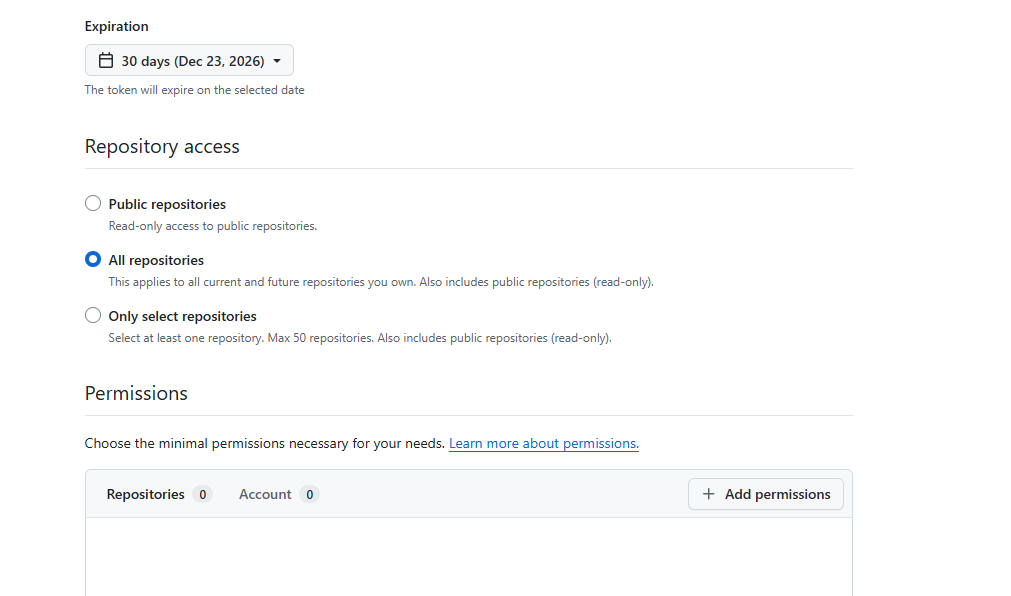 Expiration
30 days (Dec 23, 2026)
The token will expire on the selected date
Repository access
Public repositories
Read-only access to public repositories.
All repositories
This applies to all current and future repositories you own. Also includes public repositories (read-only).
Only select repositories
Select at least one repository. Max 50 repositories. Also includes public repositories (read-only).
Permissions
Choose the minimal permissions necessary for your needs. Learn more about permissions.
Repositories 0 Account 0 + Add permissions